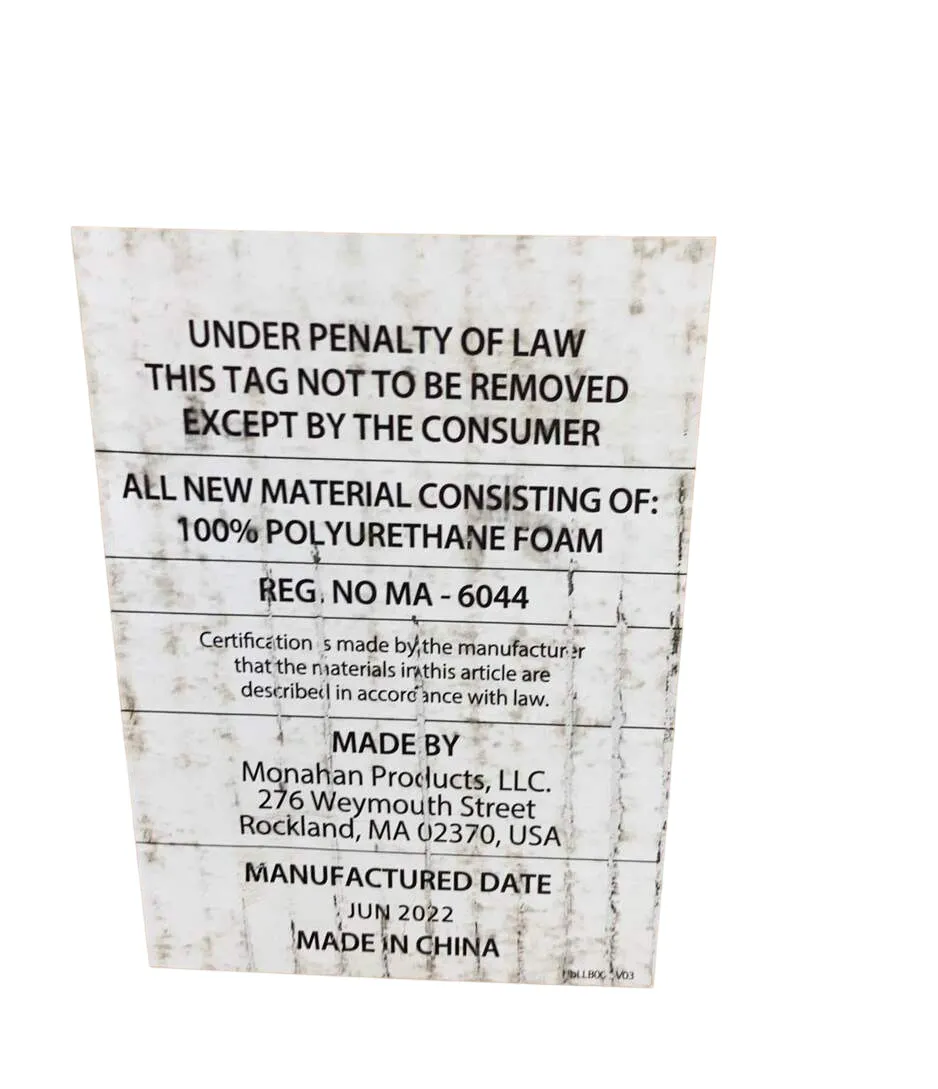 UNDER PENALTY OF LAW
THIS TAG NOT TO BE REMOVED
EXCEPT BY THE CONSUMER
ALL NEW MATERIAL CONSISTING OF:
100% POLYURETHANE FOAM
REG. NO MA - 6044
Certification is made by the manufacturer
that the materials in this article are
described in accordance with law.
MADE BY
Monahan Products, LLC.
276 Weymouth Street
Rockland, MA 02370, USA
MANUFACTURED DATE
JUN 2022
MADE IN CHINA
V03